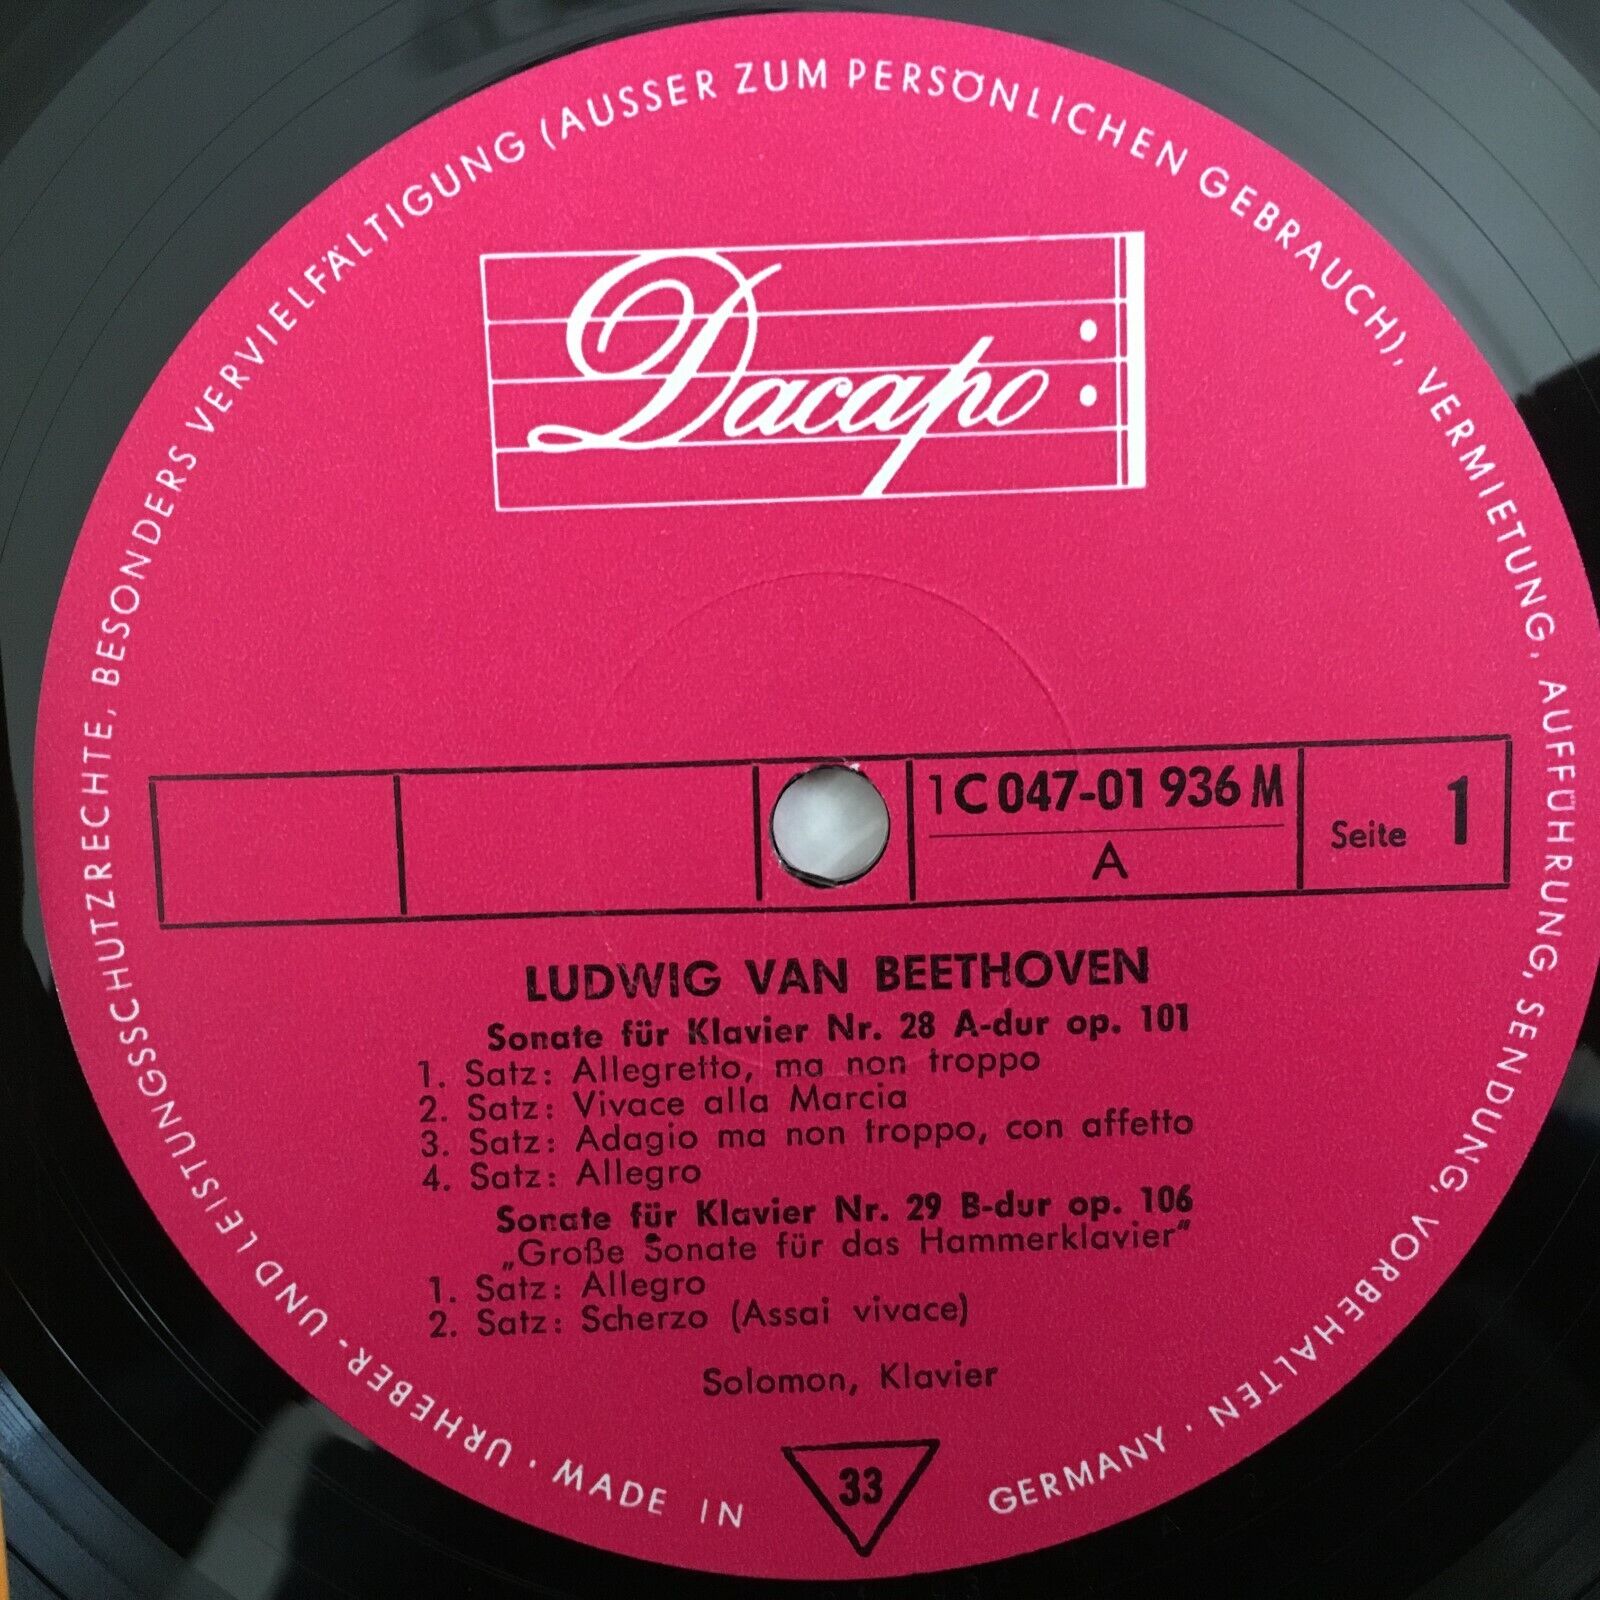 URHEBER- UND LEISTUNGSSCHUTZRECHTE, BESONDERS VERVIELFÄLTIGUNG (AUSSER ZUM PERSÖNLICHEN GEBRAUCH), VERMIETUNG, AUFFÜHRUNG, SENDUNG, VORBEHALTEN · GERMANY
Dacapo
1C 047-01 936 M
A
Seite 1
LUDWIG VAN BEETHOVEN
Sonate für Klavier Nr. 28 A-dur op. 101
1. Satz: Allegretto, ma non troppo
2. Satz: Vivace alla Marcia
3. Satz: Adagio ma non troppo, con affetto
4. Satz: Allegro
Sonate für Klavier Nr. 29 B-dur op. 106
„Große Sonate für das Hammerklavier"
1. Satz: Allegro
2. Satz: Scherzo (Assai vivace)
Solomon, Klavier
33
· MADE IN